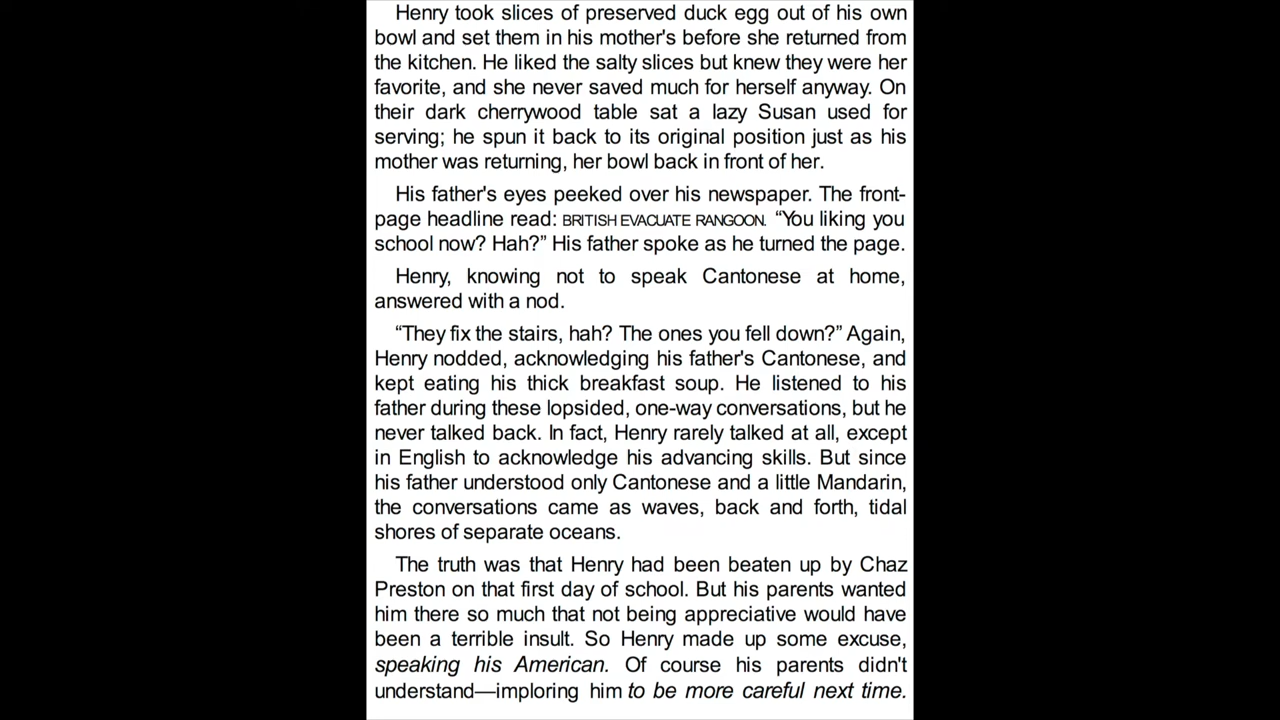 Henry took slices of preserved duck egg out of his own
bowl and set them in his mother's before she returned from
the kitchen. He liked the salty slices but knew they were her
favorite, and she never saved much for herself anyway. On
their dark cherrywood table sat a lazy Susan used for
serving; he spun it back to its original position just as his
mother was returning, her bowl back in front of her.
His father's eyes peeked over his newspaper. The front-
page headline read: BRITISH EVACUATE RANGOON. “You liking you
school now? Hah?” His father spoke as he turned the page.
Henry, knowing not to speak Cantonese at home,
answered with a nod.
“They fix the stairs, hah? The ones you fell down?” Again,
Henry nodded, acknowledging his father's Cantonese, and
kept eating his thick breakfast soup. He listened to his
father during these lopsided, one-way conversations, but he
never talked back. In fact, Henry rarely talked at all, except
in English to acknowledge his advancing skills. But since
his father understood only Cantonese and a little Mandarin,
the conversations came as waves, back and forth, tidal
shores of separate oceans.
The truth was that Henry had been beaten up by Chaz
Preston on that first day of school. But his parents wanted
him there so much that not being appreciative would have
been a terrible insult. So Henry made up some excuse,
speaking his American. Of course his parents didn't
understand—imploring him to be more careful next time.